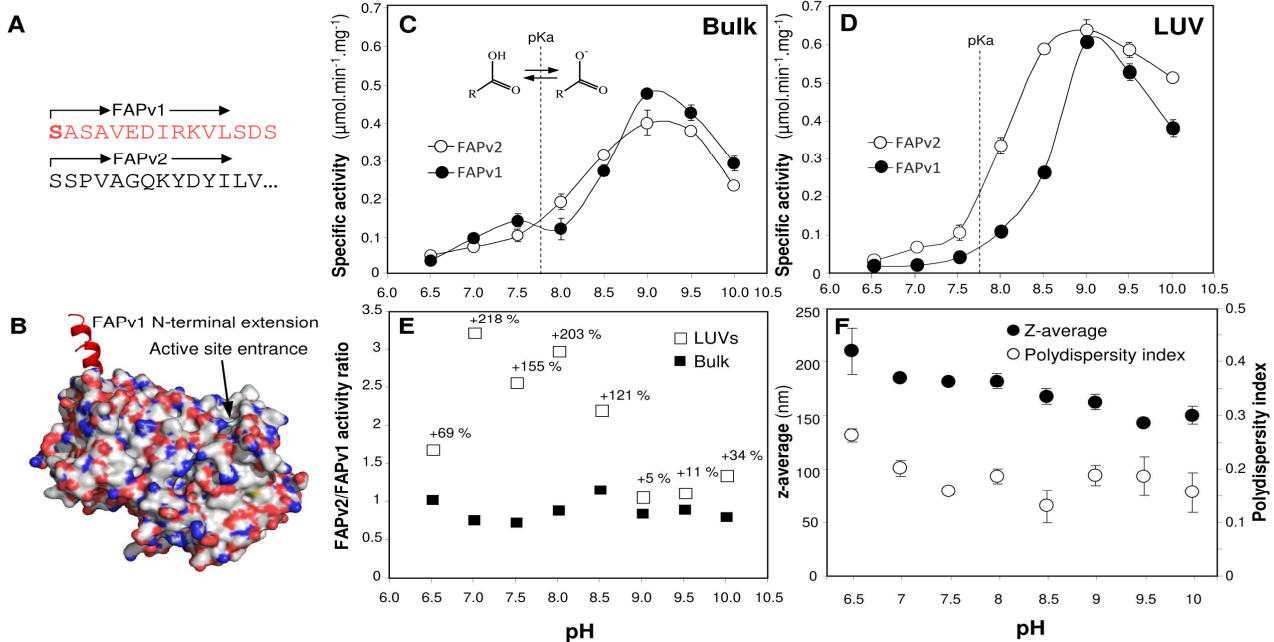 A
FAPv1
SASAVEDIRKVLSDS
FAPv2
SSPVAGQKYDYILV...
B
FAPv1 N-terminal extension
Active site entrance
C
Bulk
pKa
OH
O
R
O-
O
R
FAPv2
FAPv1
Specific activity (µmol.min-1.mg-1)
0.7
0.6
0.5
0.4
0.3
0.2
0.1
0
6.0 6.5 7.0 7.5 8.0 8.5 9.0 9.5 10.0 10.5
D
LUV
pKa
FAPv2
FAPv1
Specific activity (µmol.min-1.mg-1)
0.7
0.6
0.5
0.4
0.3
0.2
0.1
0
6.0 6.5 7.0 7.5 8.0 8.5 9.0 9.5 10.0 10.5
E
LUVs
Bulk
+69 %
+218 %
+155 %
+203 %
+121 %
+5 %
+11 %
+34 %
FAPv2/FAPv1 activity ratio
3.5
3
2.5
2
1.5
1
0.5
0
6.0 6.5 7.0 7.5 8.0 8.5 9.0 9.5 10.0 10.5
pH
F
Z-average
Polydispersity index
z-average (nm)
250
200
150
100
50
0
Polydispersity index
0.5
0.4
0.3
0.2
0.1
0
6.5 7 7.5 8 8.5 9 9.5 10
pH